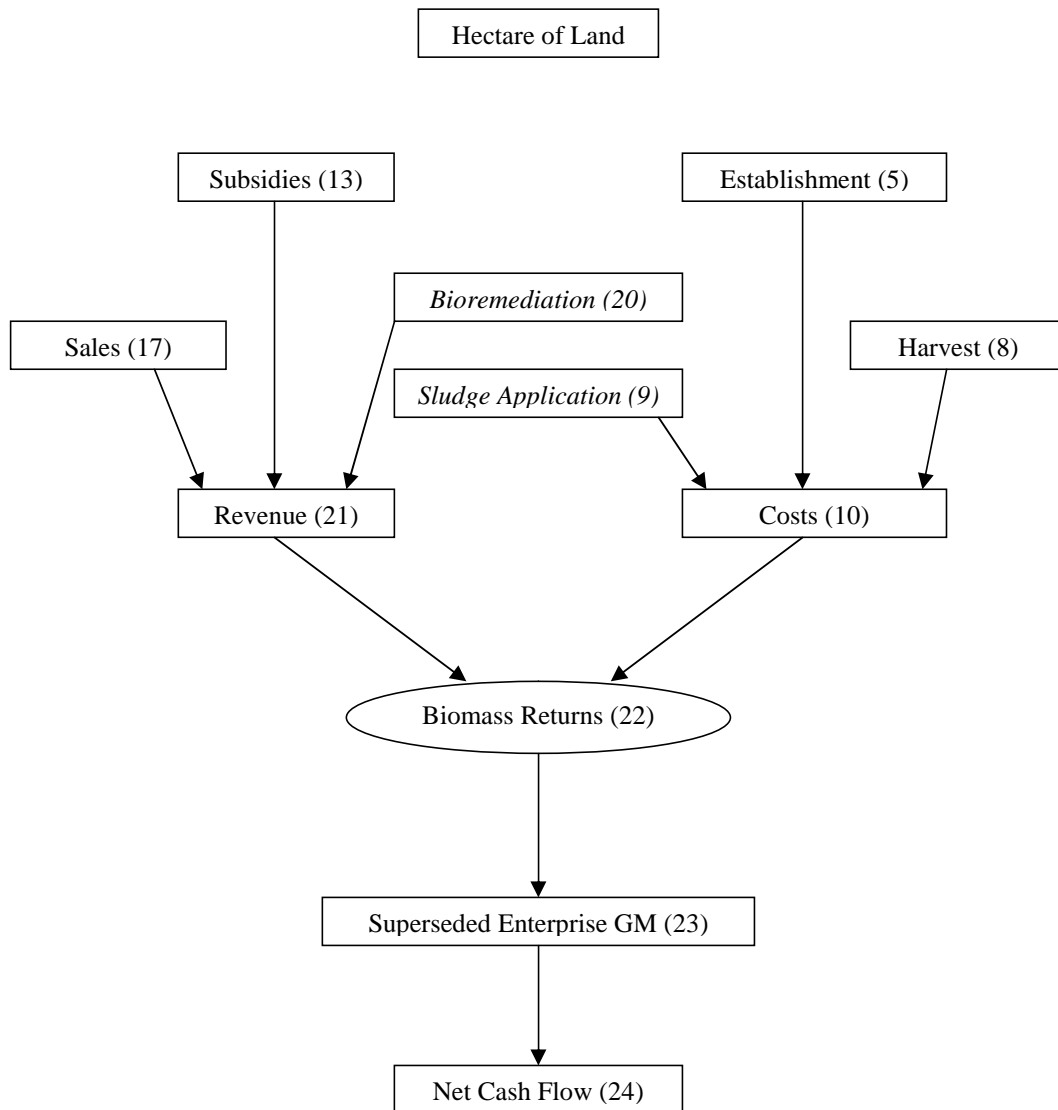 Hectare of Land
Subsidies (13)
Establishment (5)
Bioremediation (20)
Sales (17)
Harvest (8)
Sludge Application (9)
Revenue (21)
Costs (10)
Biomass Returns (22)
Superseded Enterprise GM (23)
Net Cash Flow (24)